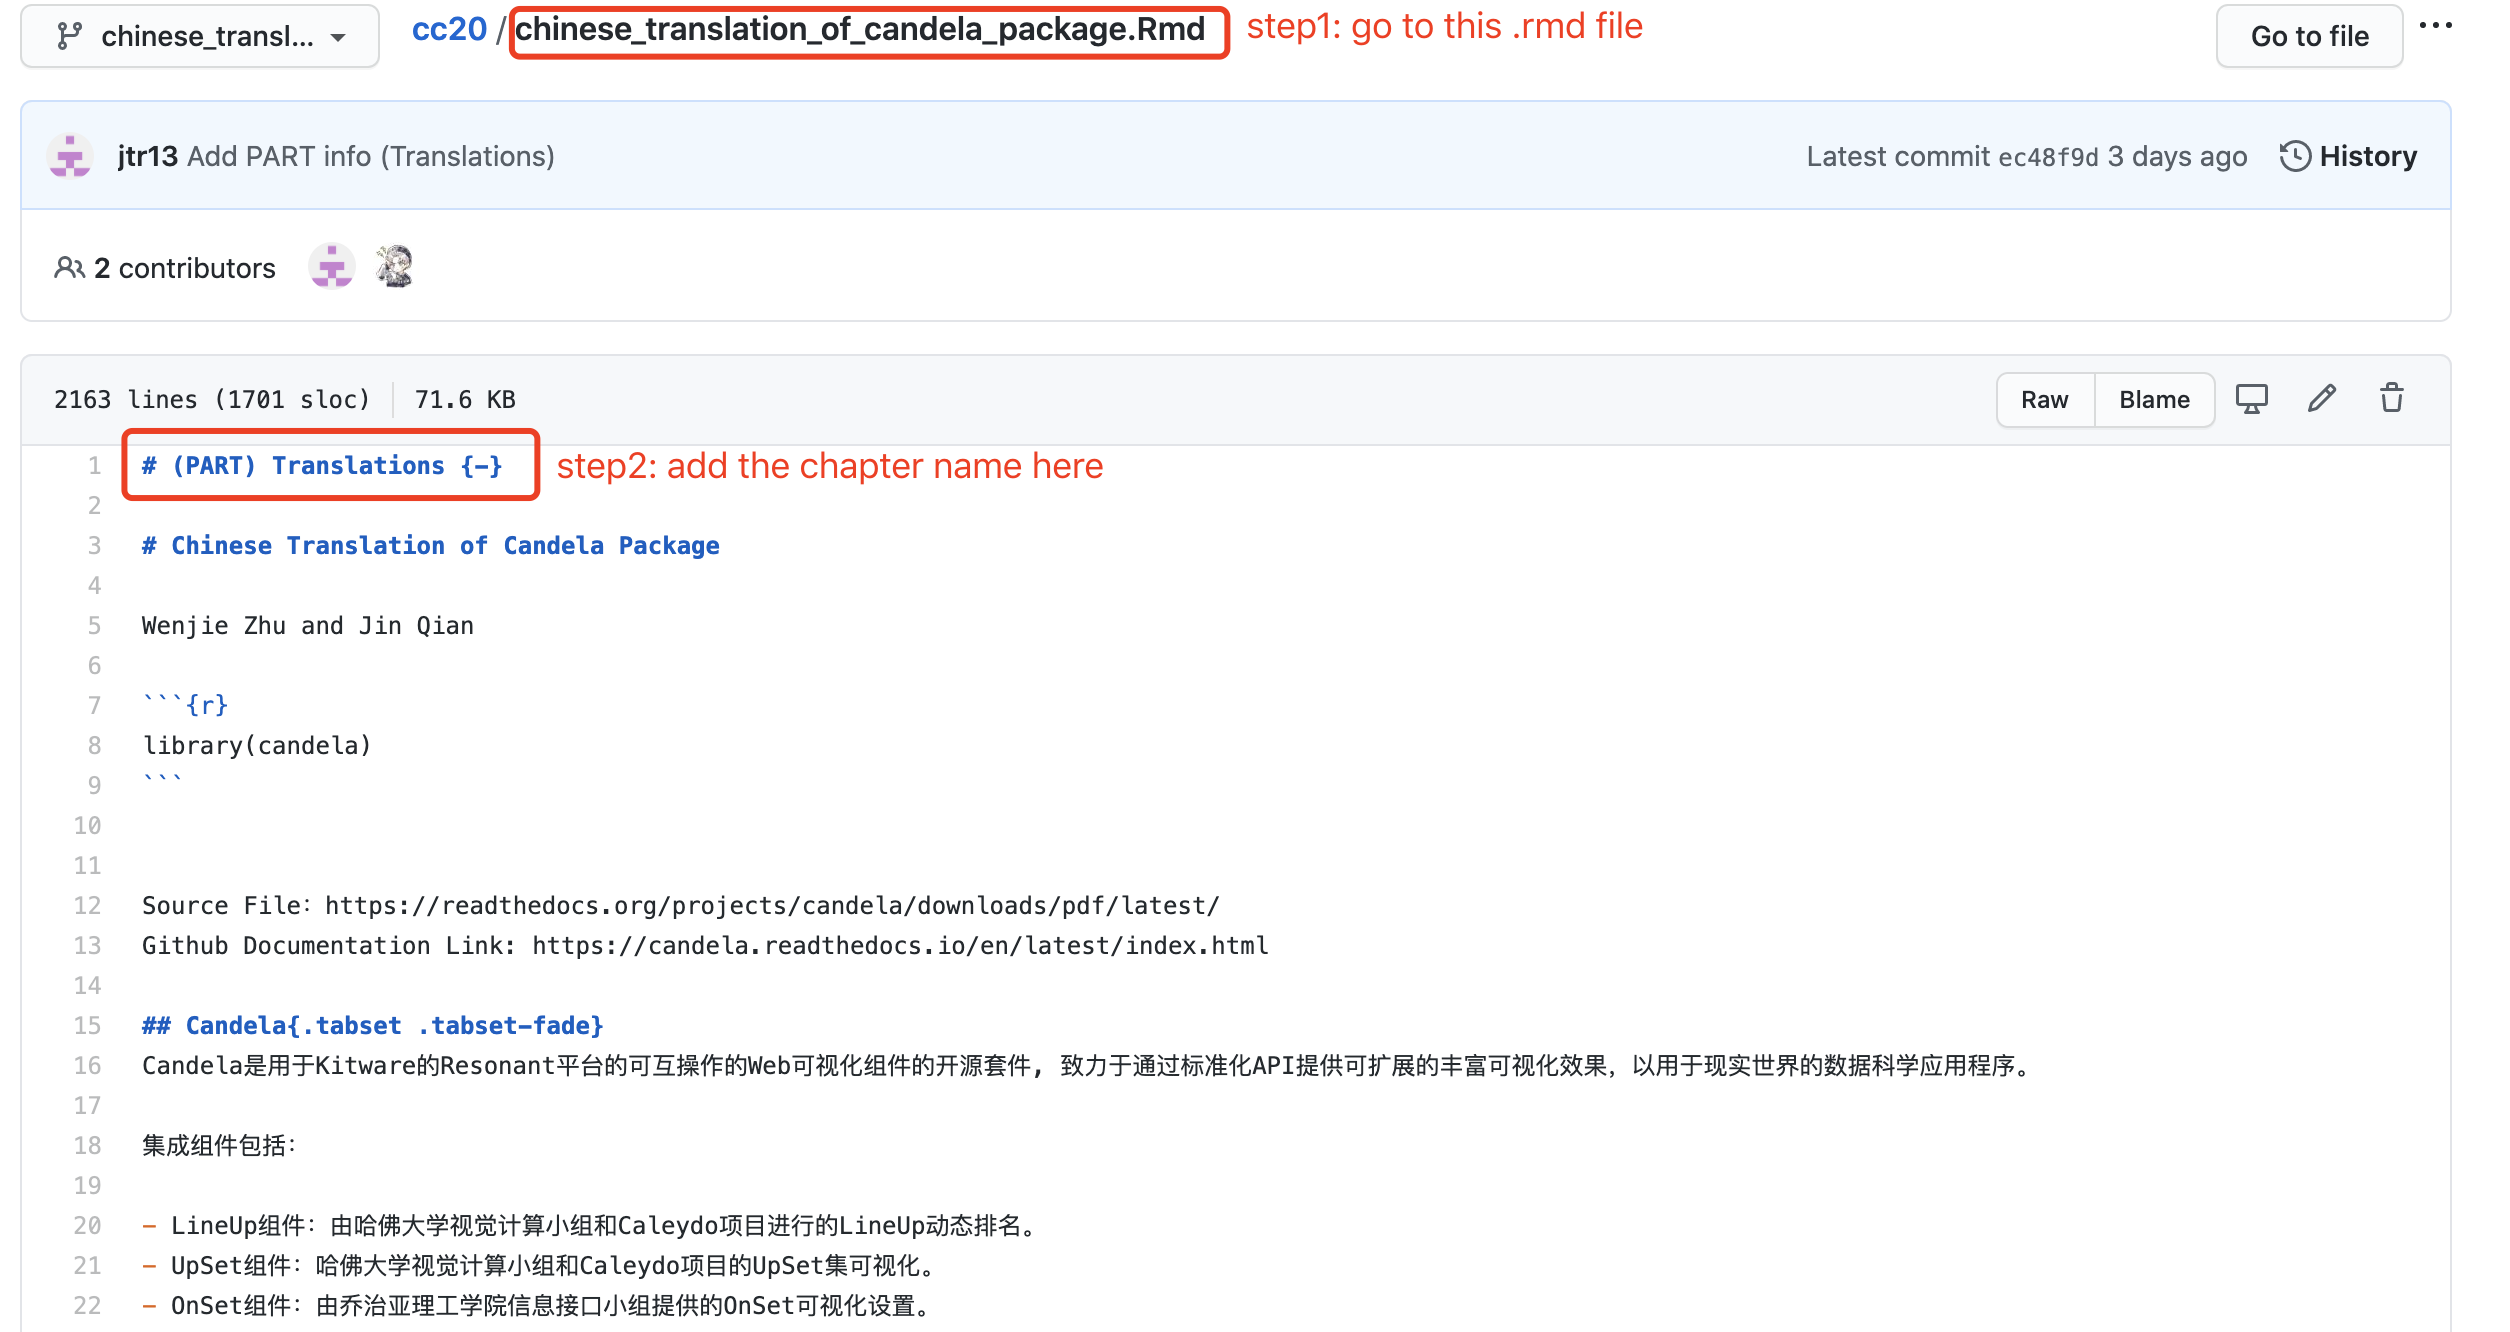 chinese_transl...
cc20 / chinese_translation_of_candela_package.Rmd step1: go to this .rmd file
Go to file
...
jtr13 Add PART info (Translations)
Latest commit ec48f9d 3 days ago History
2 contributors
2163 lines (1701 sloc) 71.6 KB
Raw Blame
1 # (PART) Translations {-} step2: add the chapter name here
2
3 # Chinese Translation of Candela Package
4
5 Wenjie Zhu and Jin Qian
6
7 ```{r}
8 library(candela)
9 ```
10
11
12 Source File：https://readthedocs.org/projects/candela/downloads/pdf/latest/
13 Github Documentation Link: https://candela.readthedocs.io/en/latest/index.html
14
15 ## Candela{.tabset .tabset-fade}
16 Candela是用于Kitware的Resonant平台的可互操作的Web可视化组件的开源套件, 致力于通过标准化API提供可扩展的丰富可视化效果，以用于现实世界的数据科学应用程序。
17
18 集成组件包括：
19
20 - LineUp组件：由哈佛大学视觉计算小组和Caleydo项目进行的LineUp动态排名。
21 - UpSet组件：哈佛大学视觉计算小组和Caleydo项目的UpSet集可视化。
22 - OnSet组件：由乔治亚理工学院信息接口小组提供的OnSet可视化设置。